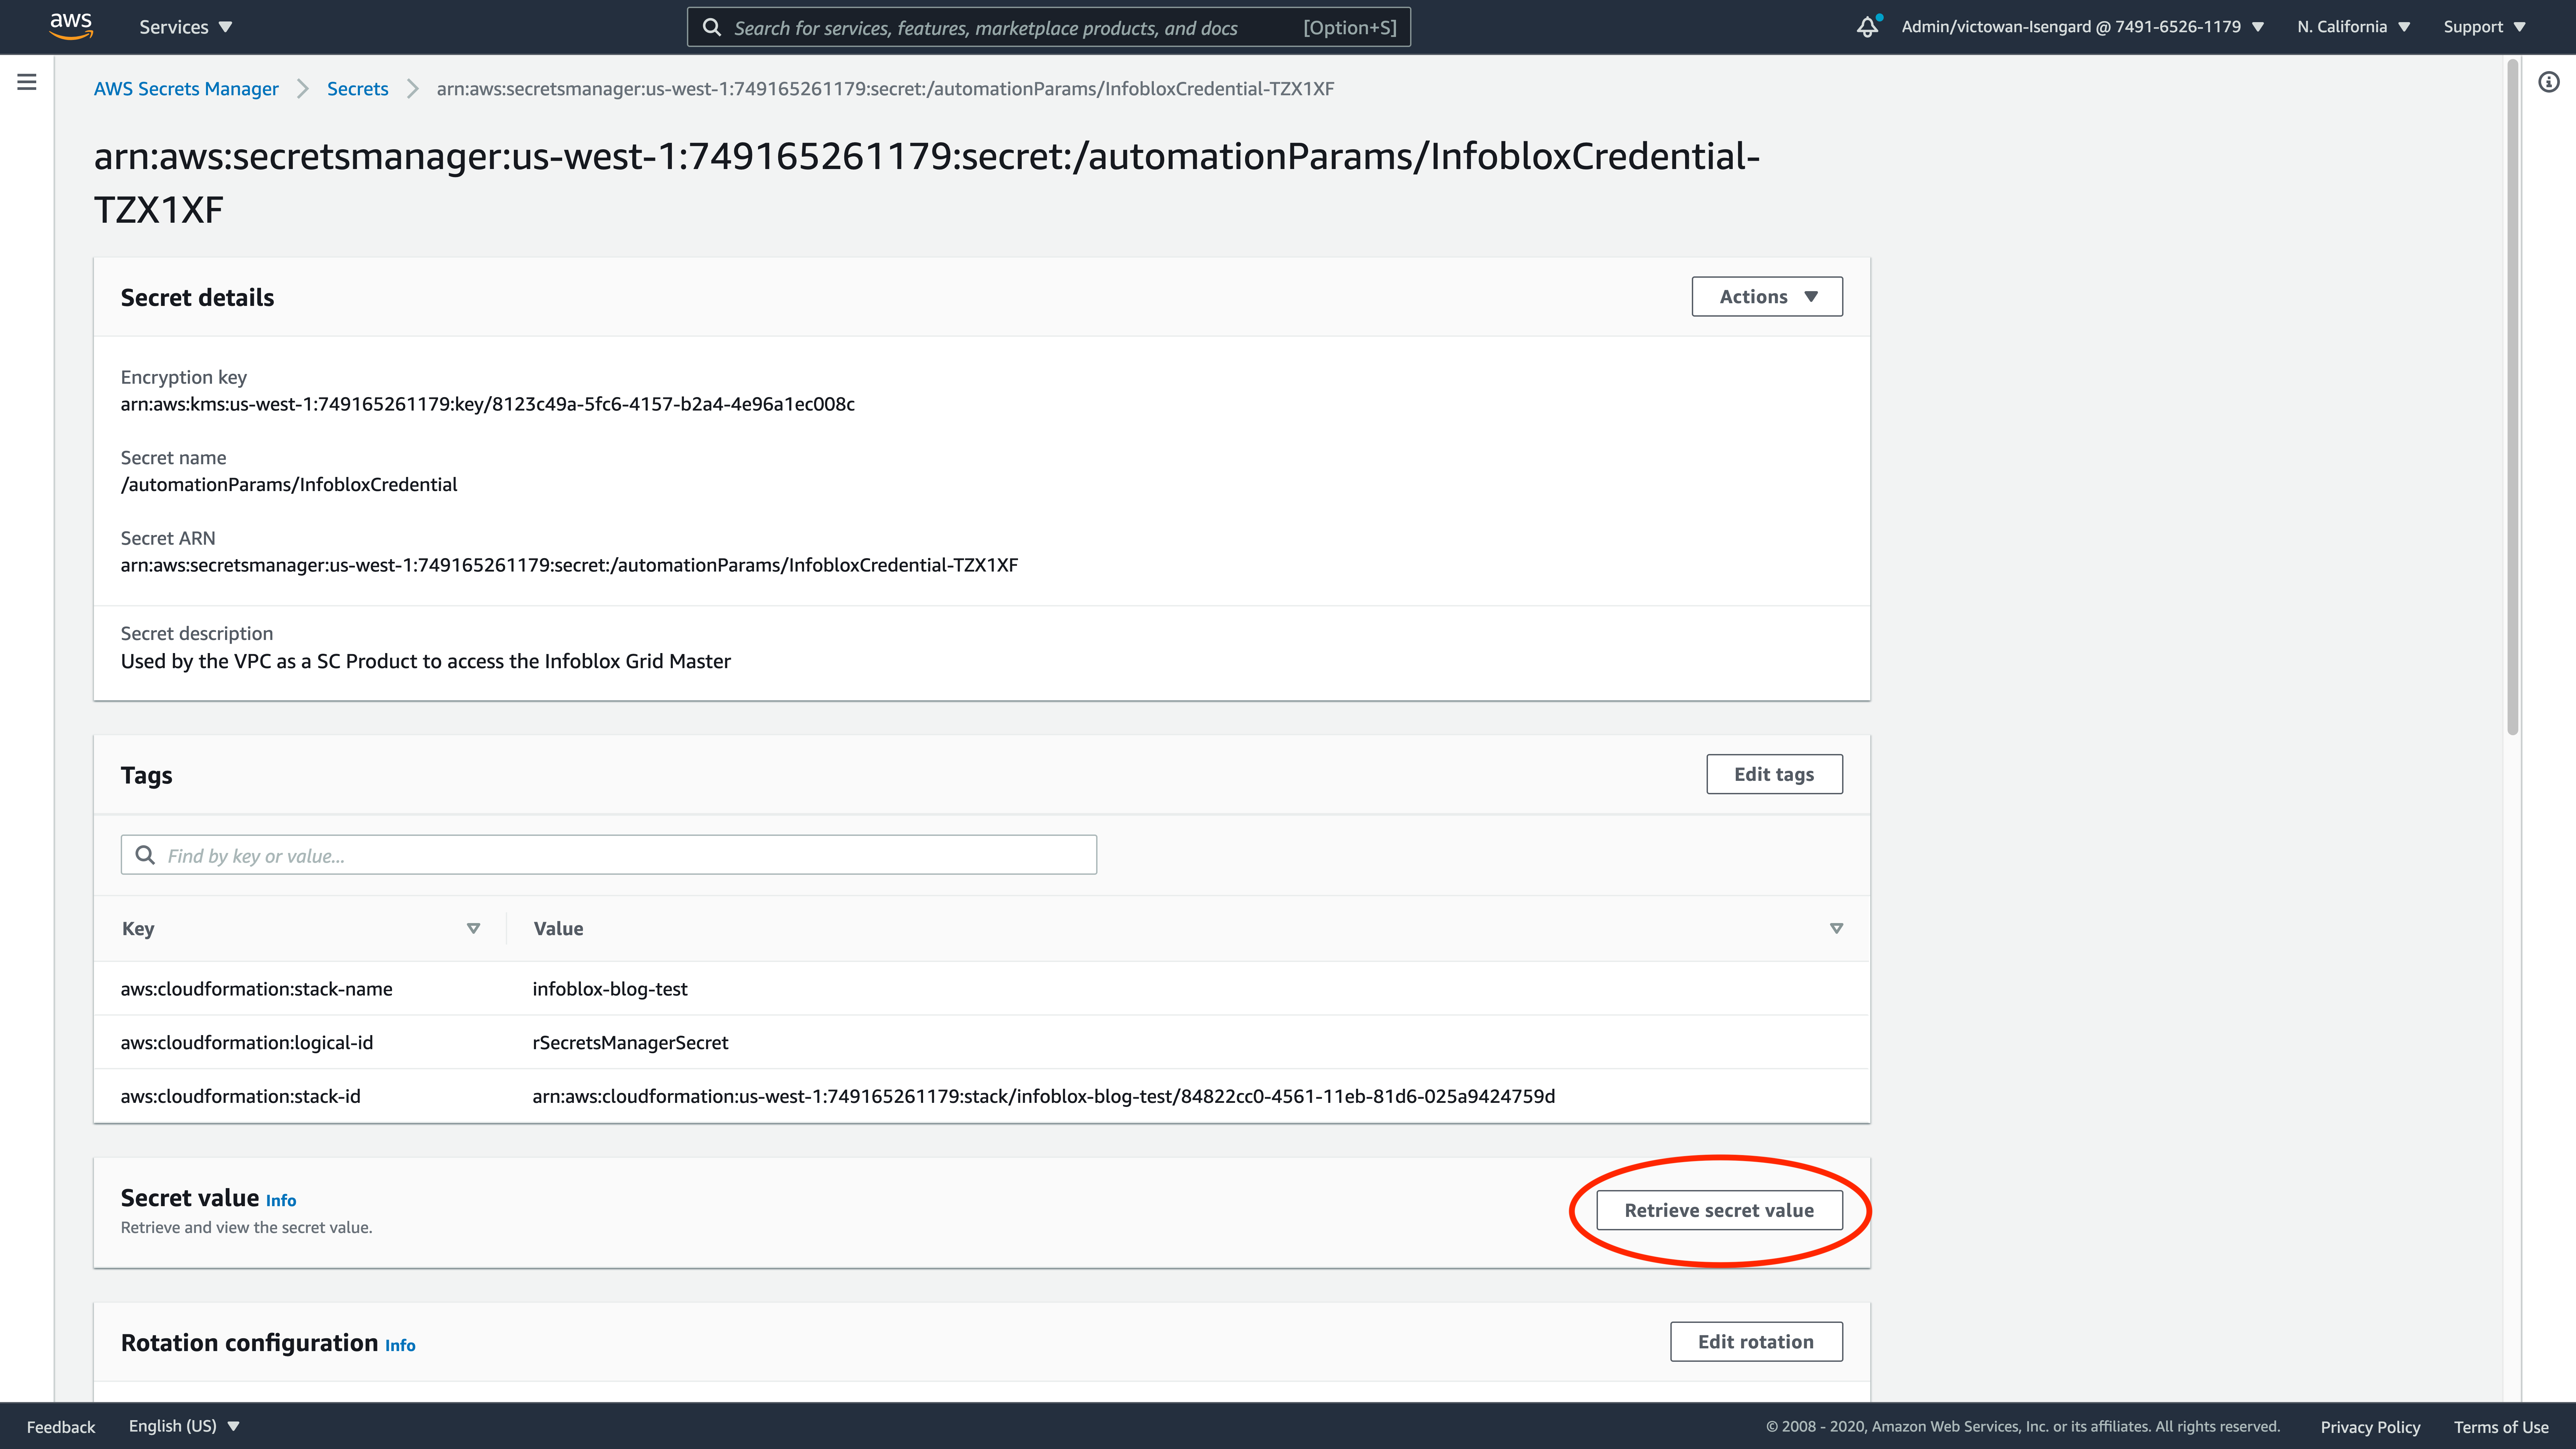 aws Services Search for services, features, marketplace products, and docs [Option+S] Admin/victowan-Isengard @ 7491-6526-1179 N. California Support
AWS Secrets Manager Secrets arn:aws:secretsmanager:us-west-1:749165261179:secret:/automationParams/InfobloxCredential-TZX1XF
arn:aws:secretsmanager:us-west-1:749165261179:secret:/automationParams/InfobloxCredential-
TZX1XF
Secret details Actions
Encryption key
arn:aws:kms:us-west-1:749165261179:key/8123c49a-5fc6-4157-b2a4-4e96a1ec008c
Secret name
/automationParams/InfobloxCredential
Secret ARN
arn:aws:secretsmanager:us-west-1:749165261179:secret:/automationParams/InfobloxCredential-TZX1XF
Secret description
Used by the VPC as a SC Product to access the Infoblox Grid Master
Tags Edit tags
Find by key or value...
Key Value
aws:cloudformation:stack-name infoblox-blog-test
aws:cloudformation:logical-id rSecretsManagerSecret
aws:cloudformation:stack-id arn:aws:cloudformation:us-west-1:749165261179:stack/infoblox-blog-test/84822cc0-4561-11eb-81d6-025a9424759d
Secret value Info Retrieve secret value
Retrieve and view the secret value.
Rotation configuration Info Edit rotation
Feedback English (US) © 2008 - 2020, Amazon Web Services, Inc. or its affiliates. All rights reserved. Privacy Policy Terms of Use